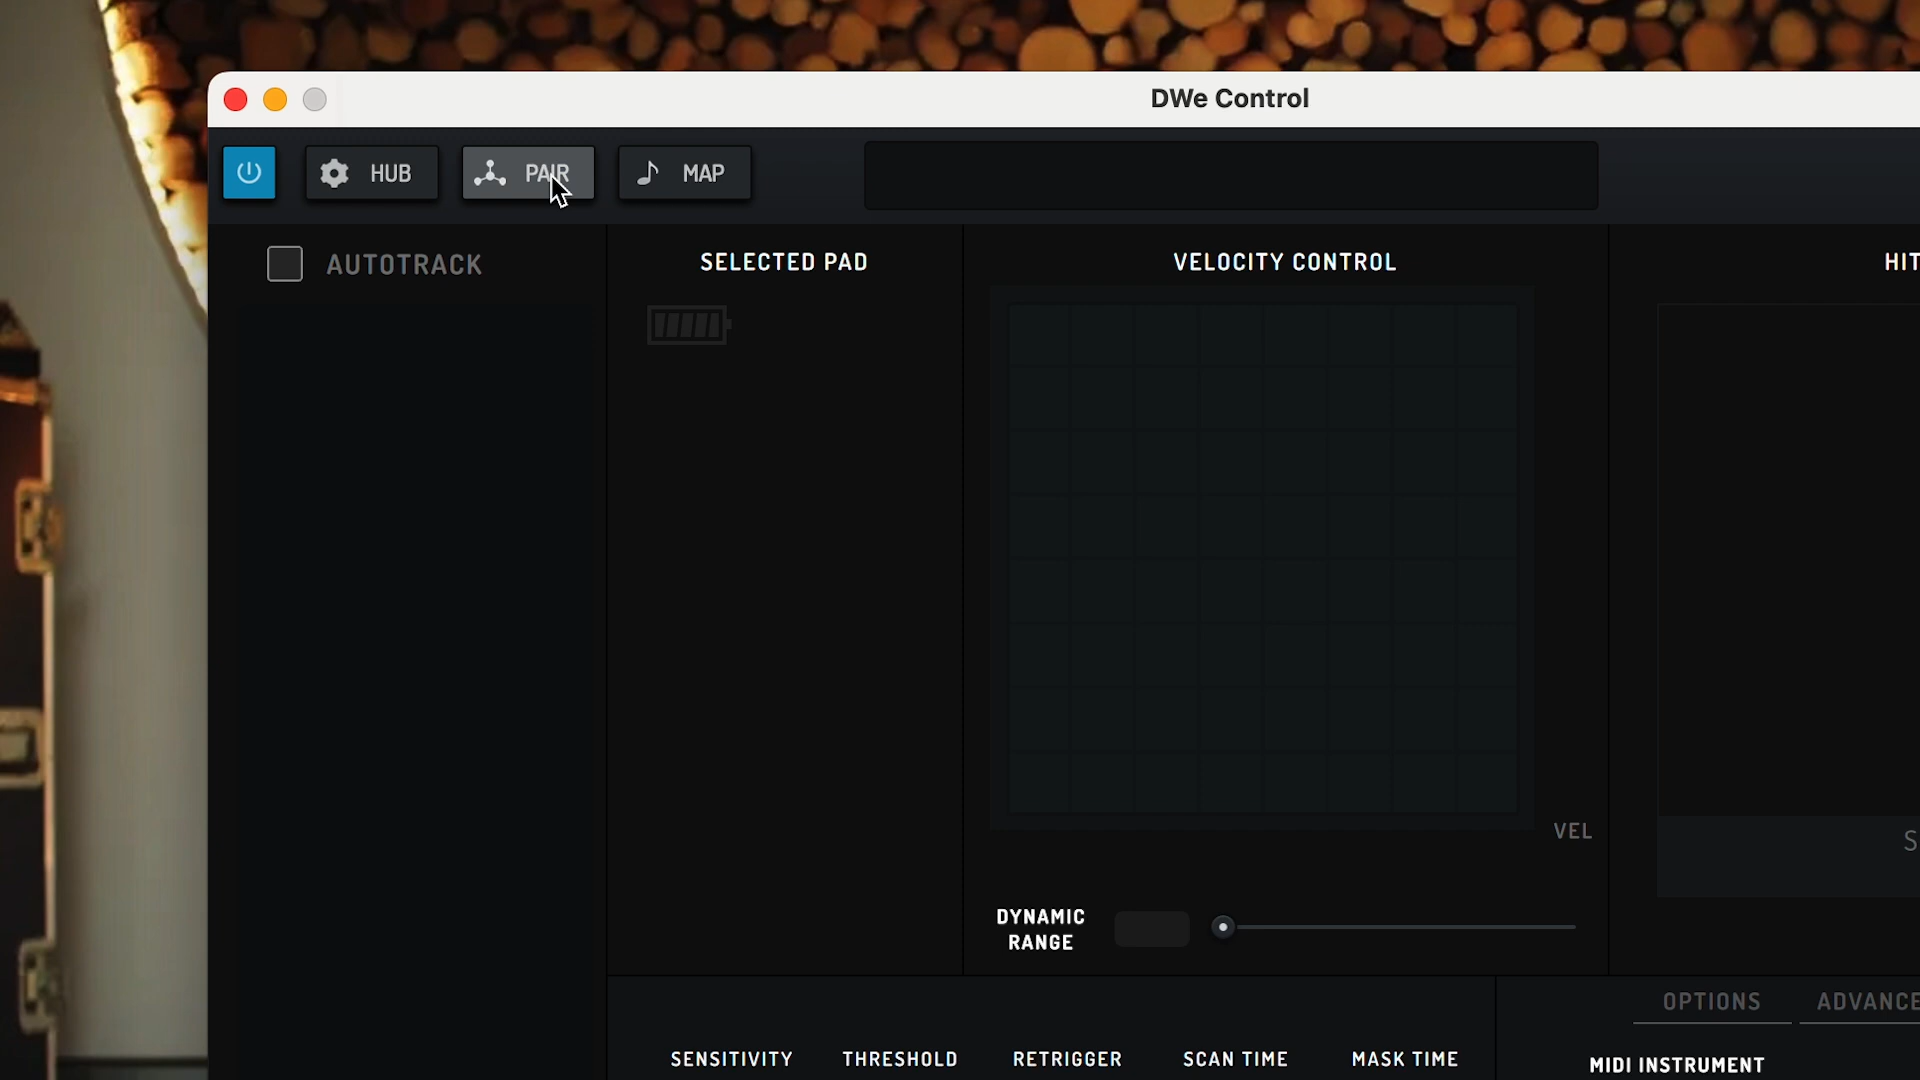 DWe Control
HUB
PAIR
MAP
AUTOTRACK
SELECTED PAD
VELOCITY CONTROL
HIT
VEL
S
DYNAMIC
RANGE
OPTIONS
ADVANCE
SENSITIVITY
THRESHOLD
RETRIGGER
SCAN TIME
MASK TIME
MIDI INSTRUMENT